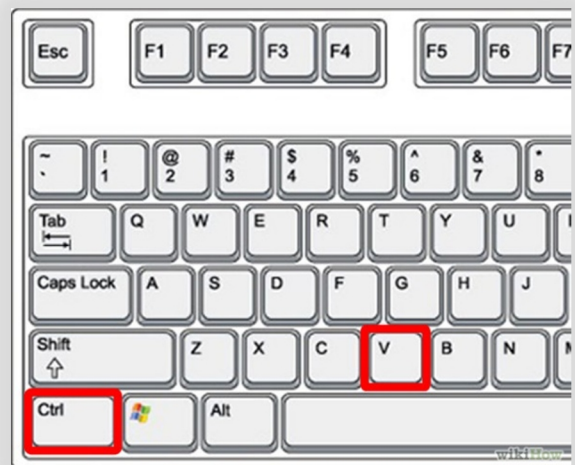 Esc F1 F2 F3 F4 F5 F6 F7
~ ! @ # $ % ^ & *
` 1 2 3 4 5 6 7 8
Tab Q W E R T Y U
Caps Lock A S D F G H J
Shift Z X C V B N
Ctrl Alt
wikiHow